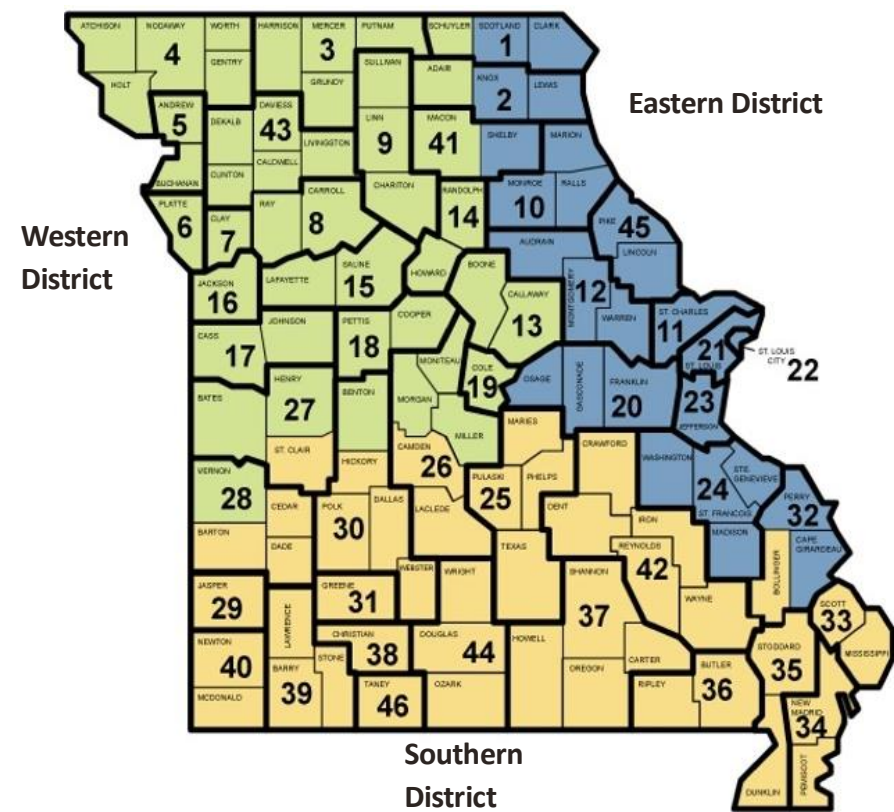 ATCHISON
NODAWAY
WORTH
HARRISON
MERCER
PUTNAM
SCHUYLER
SCOTLAND
CLARK
4
3
1
GENTRY
SULLIVAN
ADAIR
HOLT
GRUNDY
KNOX
LEWIS
2
Eastern District
ANDREW
5
DEKALB
DAVIESS
43
LINN
9
MACON
41
SHELBY
MARION
LIVINGSTON
CALDWELL
BUCHANAN
CLINTON
CARROLL
CHARITON
RANDOLPH
MONROE
RALLS
PLATTE
6
CLAY
7
RAY
8
14
10
PIKE
45
Western
District
AUDRAIN
LINCOLN
JACKSON
16
LAFAYETTE
SALINE
15
HOWARD
BOONE
CALLAWAY
13
MONTGOMERY
12
WARREN
ST. CHARLES
11
CASS
17
JOHNSON
PETTIS
18
COOPER
21
ST. LOUIS
ST. LOUIS
CITY
22
MONITEAU
COLE
19
OSAGE
GASCONADE
FRANKLIN
20
23
JEFFERSON
BATES
HENRY
27
BENTON
MORGAN
MILLER
MARIES
ST. CLAIR
CAMDEN
26
CRAWFORD
WASHINGTON
STE.
GENEVIEVE
VERNON
28
HICKORY
PULASKI
25
PHELPS
24
ST. FRANCOIS
PERRY
32
CEDAR
POLK
30
DALLAS
LACLEDE
DENT
IRON
MADISON
CAPE
GIRARDEAU
BARTON
DADE
TEXAS
REYNOLDS
42
BOLLINGER
JASPER
29
GREENE
31
WEBSTER
WRIGHT
SHANNON
37
WAYNE
SCOTT
33
LAWRENCE
NEWTON
40
CHRISTIAN
38
DOUGLAS
44
HOWELL
STODDARD
35
MISSISSIPPI
STONE
BARRY
39
OREGON
CARTER
BUTLER
36
MCDONALD
TANEY
46
OZARK
RIPLEY
NEW
MADRID
34
Southern
District
DUNKLIN
PEMISCOT